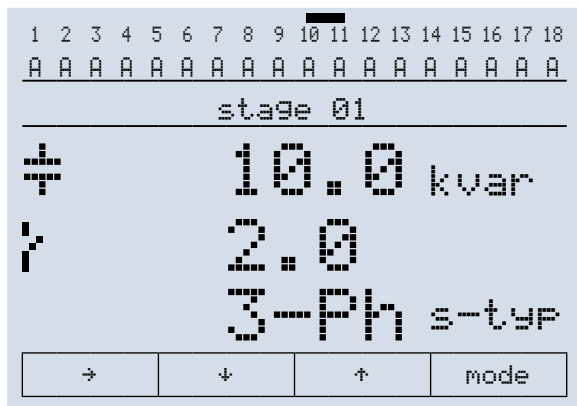 1 2 3 4 5 6 7 8 9 10 11 12 13 14 15 16 17 18
A A A A A A A A A A A A A A A A A A
stage 01
10.0 kvar
2.0
3-Ph s-typ
→ ↓ ↑ mode